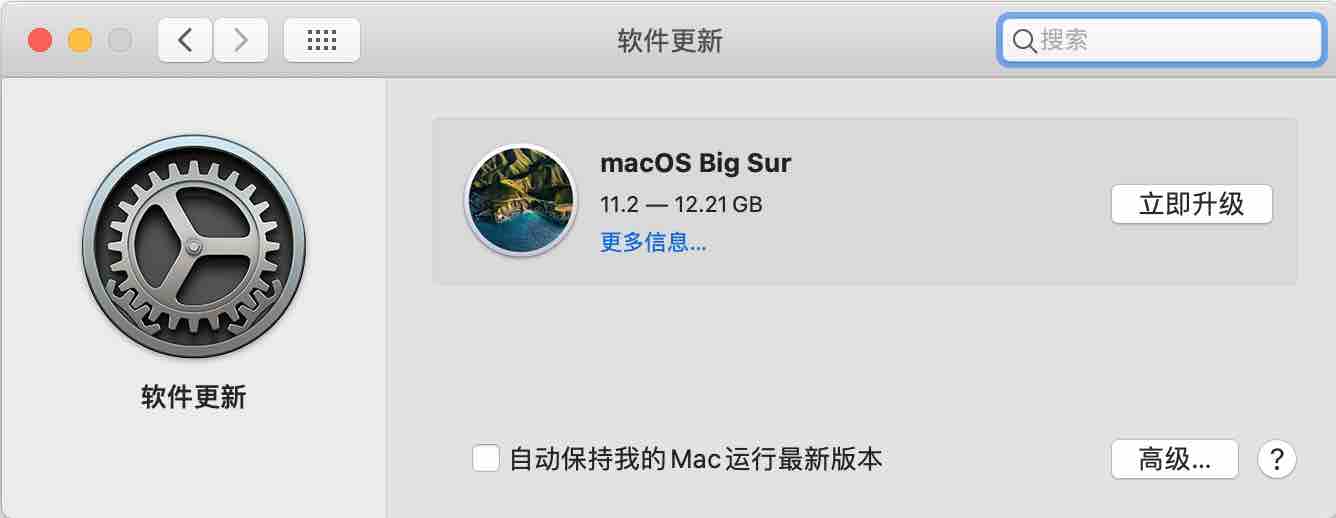 软件更新
搜索
macOS Big Sur
11.2 — 12.21 GB
更多信息...
立即升级
软件更新
自动保持我的Mac运行最新版本
高级...
?